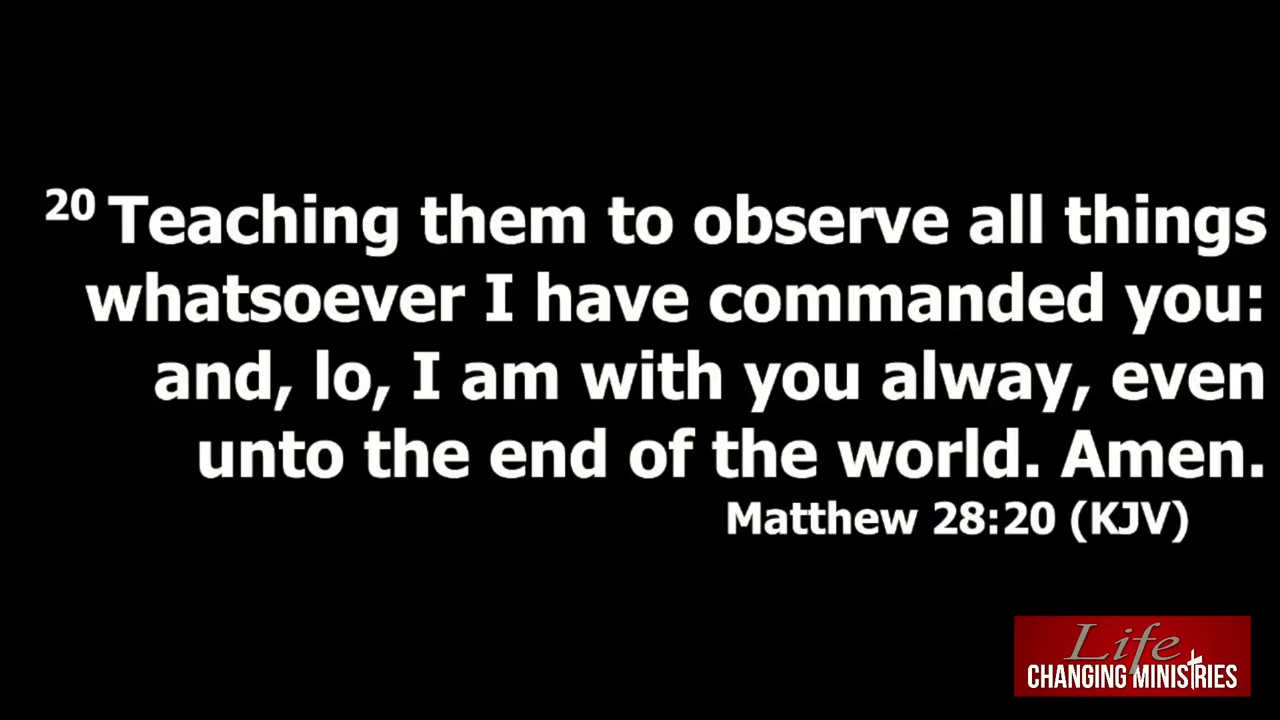 20 Teaching them to observe all things
whatsoever I have commanded you:
and, lo, I am with you alway, even
unto the end of the world. Amen.
Matthew 28:20 (KJV)
Life
CHANGING MINISTRIES